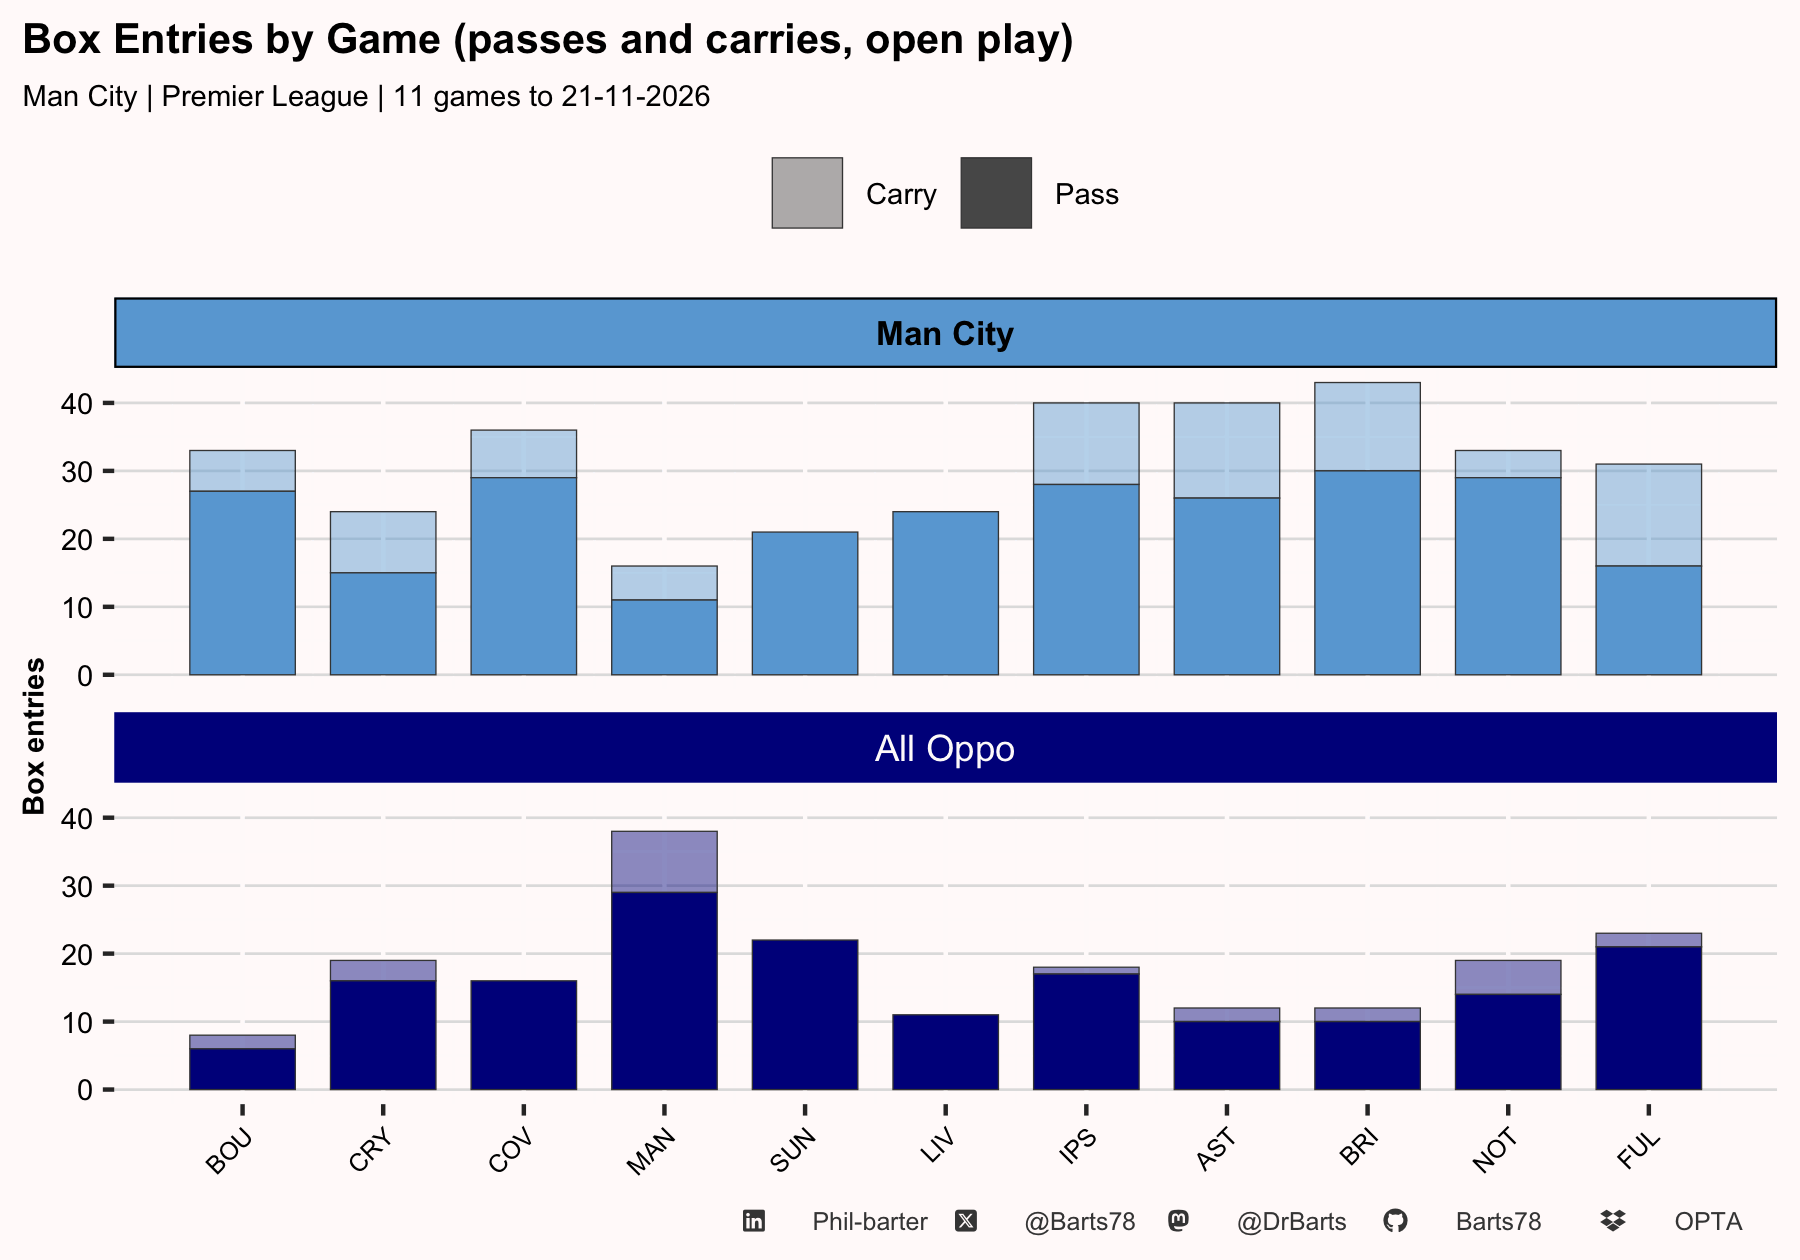 Box Entries by Game (passes and carries, open play)
Man City | Premier League | 11 games to 21-11-2026
Carry Pass
Man City
40
30
20
10
0
Box entries
All Oppo
40
30
20
10
0
BOU CRY COV MAN SUN LIV IPS AST BRI NOT FUL
Phil-barter @Barts78 @DrBarts Barts78 OPTA